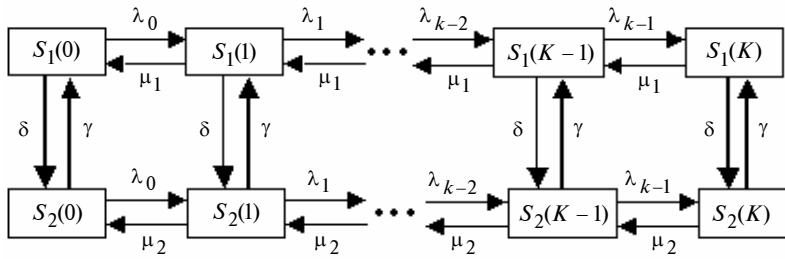 λ₀ λ₁ λₖ₋₂ λₖ₋₁
S₁(0) S₁(1) ••• S₁(K – 1) S₁(K)
μ₁ μ₁ μ₁ μ₁
δ γ δ γ δ γ δ γ
λ₀ λ₁ λₖ₋₂ λₖ₋₁
S₂(0) S₂(1) ••• S₂(K – 1) S₂(K)
μ₂ μ₂ μ₂ μ₂